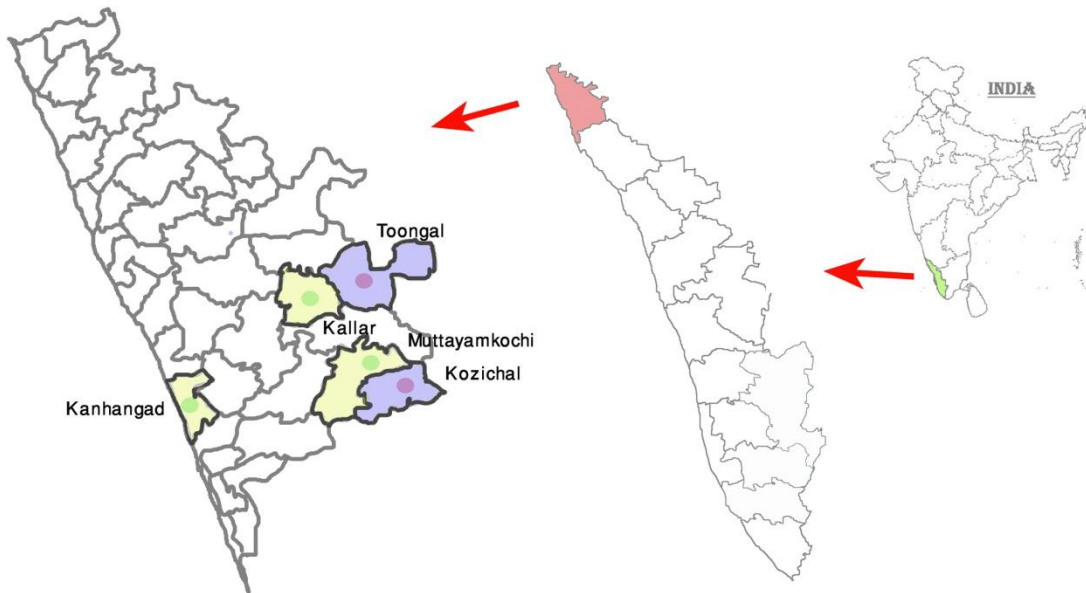 INDIA
Toongal
Kallar
Muttayamkochi
Kozichal
Kanhangad